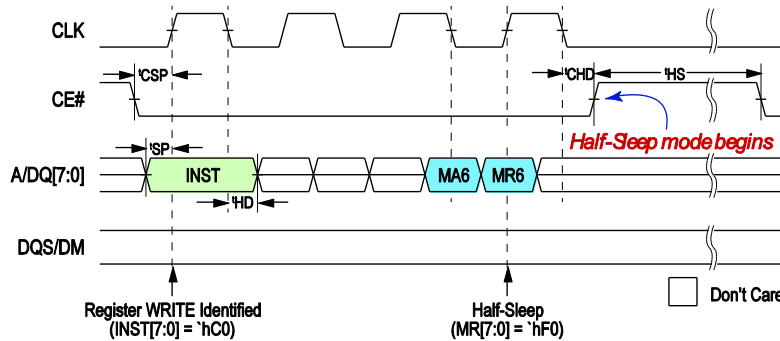 CLK
tCSP
tCHD
tHS
CE#
Half-Sleep mode begins
tSP
A/DQ[7:0]
INST
MA6
MR6
tHD
DQS/DM
Register WRITE Identified
(INST[7:0] = `hC0)
Half-Sleep
(MR[7:0] = `hF0)
Don't Care